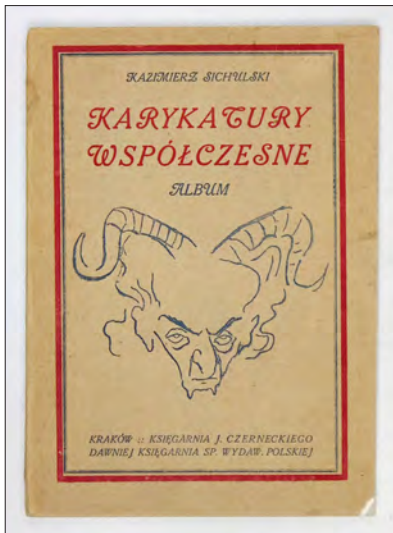 KAZIMIERZ SICHULSKI
KARYKATURY
WSPÓŁCZESNE
ALBUM
KRAKÓW :: KSIĘGARNIA J. CZERNECKIEGO
DAWNIEJ KSIĘGARNIA SP. WYDAW. POLSKIEJ